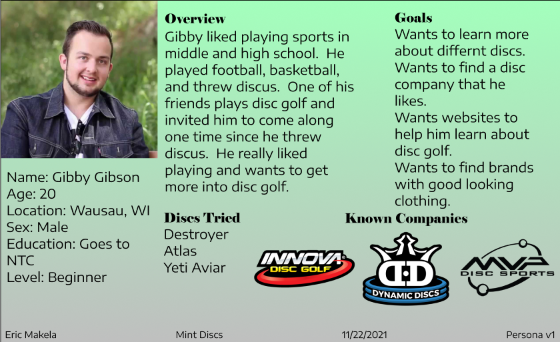 Overview
Gibby liked playing sports in
middle and high school.  He
played football, basketball,
and threw discus.  One of his
friends plays disc golf and
invited him to come along
one time since he threw
discus.  He really liked
playing and wants to get
more into disc golf.
Goals
Wants to learn more
about differnt discs.
Wants to find a disc
company that he
likes.
Wants websites to
help him learn about
disc golf.
Wants to find brands
with good looking
clothing.
Name: Gibby Gibson
Age: 20
Location: Wausau, WI
Sex: Male
Education: Goes to
NTC
Level: Beginner
Discs Tried
Destroyer
Atlas
Yeti Aviar
Known Companies
INNOVA
DISC GOLF
DD
DYNAMIC DISCS
MVP
DISC SPORTS
Eric Makela
Mint Discs
11/22/2021
Persona v1